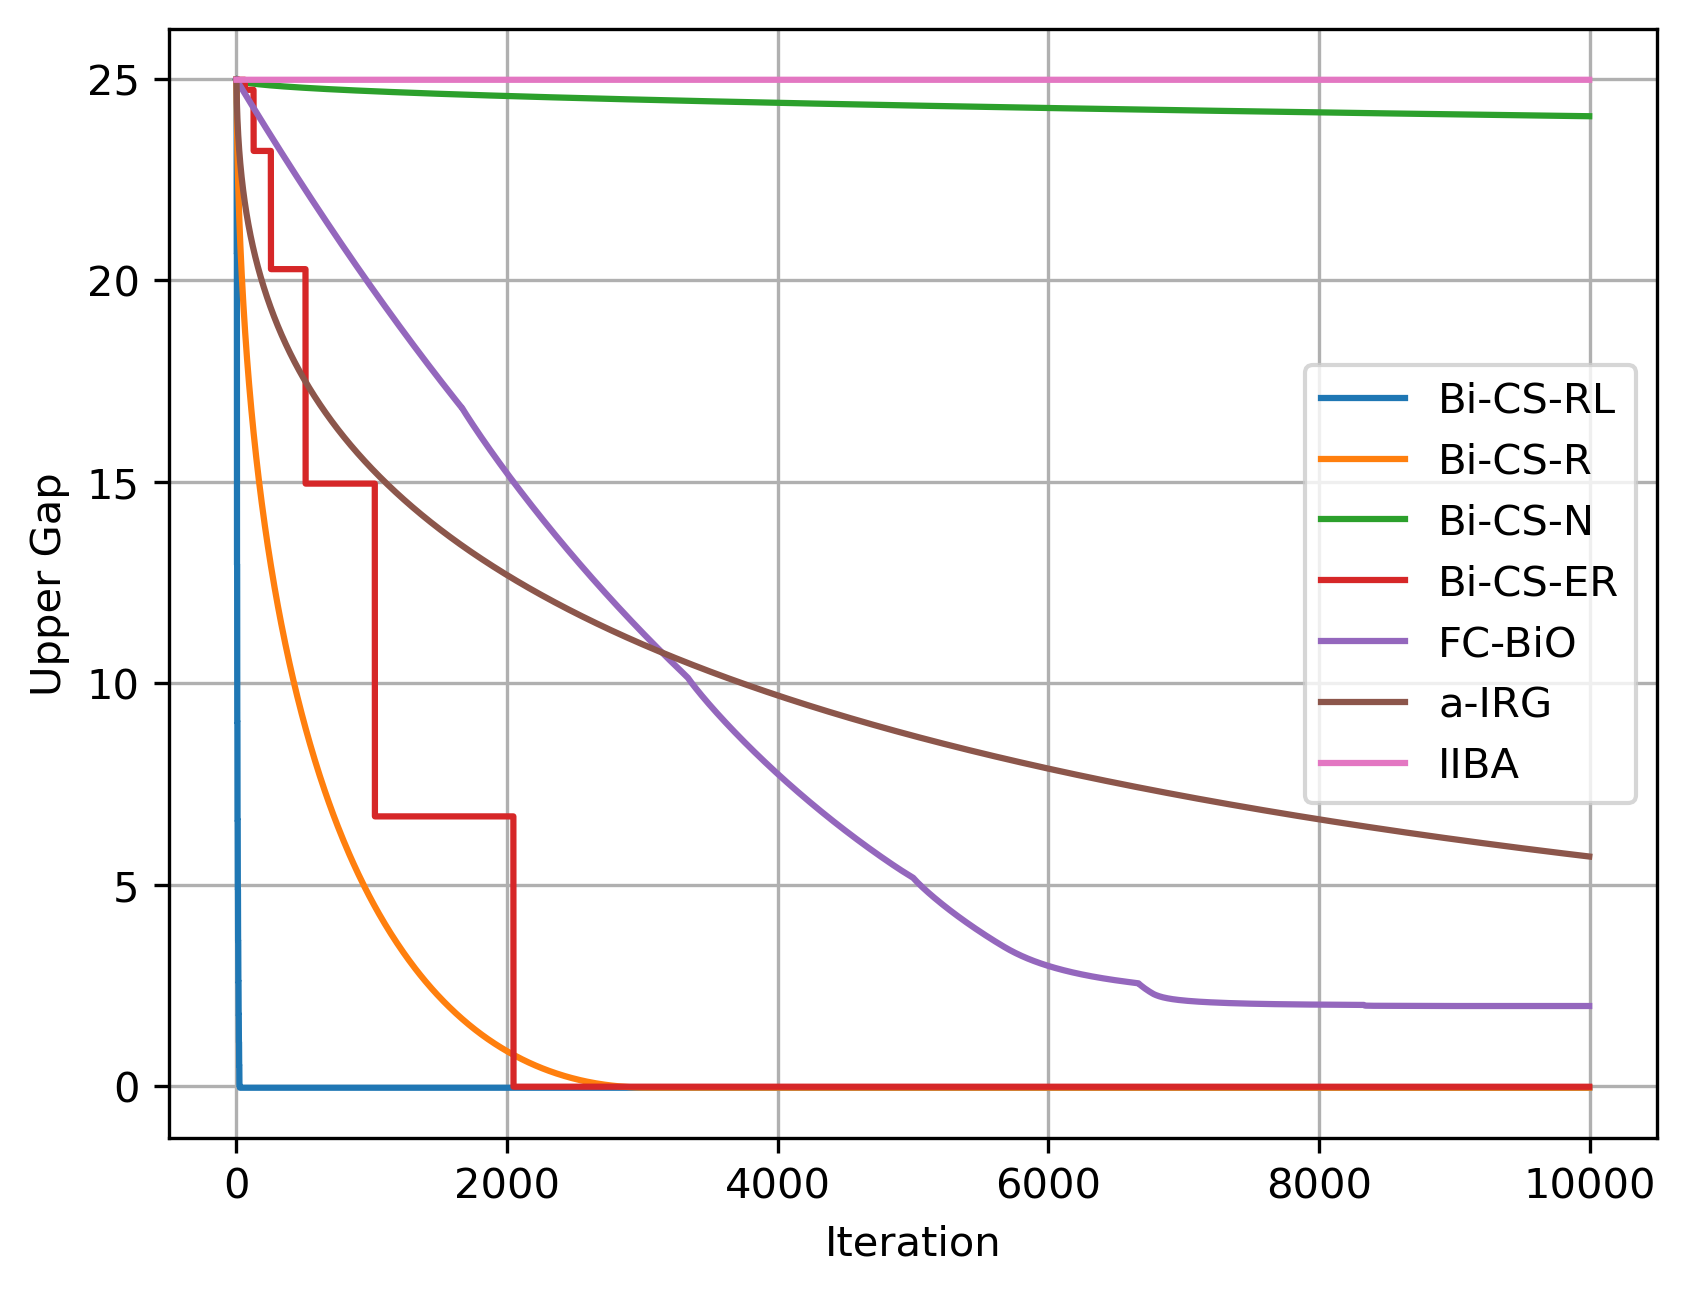 25
20
15
10
5
0
Upper Gap
0 2000 4000 6000 8000 10000
Iteration
Bi-CS-RL
Bi-CS-R
Bi-CS-N
Bi-CS-ER
FC-BiO
a-IRG
IIBA